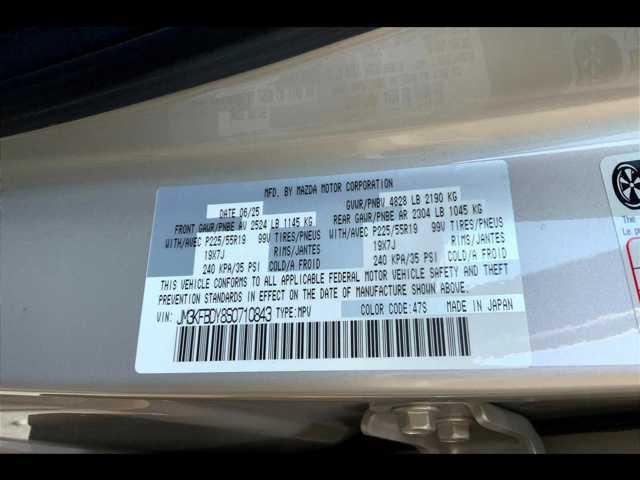 MFD. BY MAZDA MOTOR CORPORATION
DATE 06/25 GVWR/PNBV 4828 LB 2190 KG
FRONT GAWR/PNBE AV 2524 LB 1145 KG REAR GAWR/PNBE AR 2304 LB 1045 KG
WITH/AVEC P225/55R19 99V TIRES/PNEUS WITH/AVEC P225/55R19 99V TIRES/PNEUS
19X7J RIMS/JANTES 19X7J RIMS/JANTES
240 KPA/35 PSI COLD/A FROID 240 KPA/35 PSI COLD/A FROID
THIS VEHICLE CONFORMS TO ALL APPLICABLE FEDERAL MOTOR VEHICLE SAFETY AND THEFT
PREVENTION STANDARDS IN EFFECT ON THE DATE OF MANUFACTURE SHOWN ABOVE.
VIN: JM3KFBDY8S0710843 TYPE:MPV COLOR CODE:47S MADE IN JAPAN
The
Le p